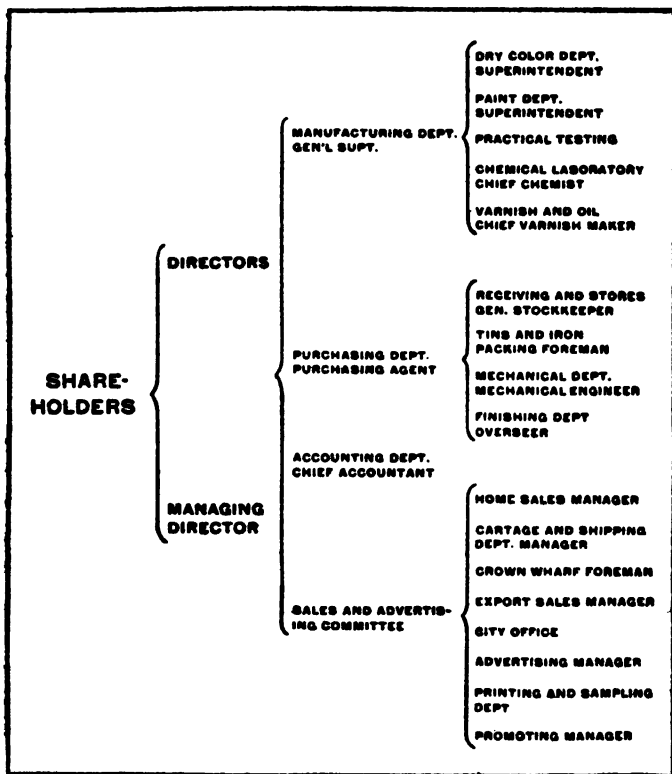 SHARE-
HOLDERS
DIRECTORS
MANAGING
DIRECTOR
MANUFACTURING DEPT.
GEN'L SUPT.
PURCHASING DEPT.
PURCHASING AGENT
ACCOUNTING DEPT.
CHIEF ACCOUNTANT
SALES AND ADVERTIS-
ING COMMITTEE
DRY COLOR DEPT.
SUPERINTENDENT
PAINT DEPT.
SUPERINTENDENT
PRACTICAL TESTING
CHEMICAL LABORATORY
CHIEF CHEMIST
VARNISH AND OIL
CHIEF VARNISH MAKER
RECEIVING AND STORES
GEN. STOCKKEEPER
TINS AND IRON
PACKING FOREMAN
MECHANICAL DEPT.
MECHANICAL ENGINEER
FINISHING DEPT
OVERSEER
HOME SALES MANAGER
CARTAGE AND SHIPPING
DEPT. MANAGER
CROWN WHARF FOREMAN
EXPORT SALES MANAGER
CITY OFFICE
ADVERTISING MANAGER
PRINTING AND SAMPLING
DEPT
PROMOTING MANAGER